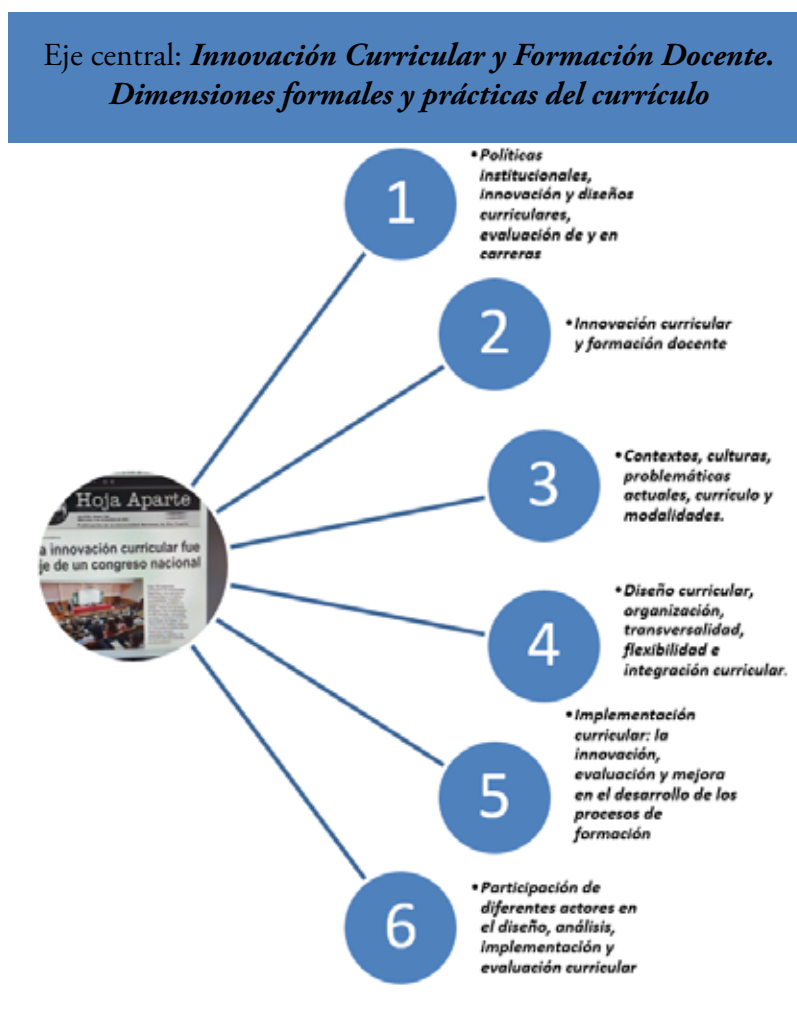 Eje central: Innovación Curricular y Formación Docente.
Dimensiones formales y prácticas del currículo
1
•Políticas
institucionales,
innovación y diseños
curriculares,
evaluación de y en
carreras
2
•Innovación curricular
y formación docente
3
•Contextos, culturas,
problemáticas
actuales, currículo y
modalidades.
Hoja Aparte
a innovación curricular fue
je de un congreso nacional
4
•Diseño curricular,
organización,
transversalidad,
flexibilidad e
integración curricular.
5
•Implementación
curricular: la
innovación,
evaluación y mejora
en el desarrollo de los
procesos de
formación
6
•Participación de
diferentes actores en
el diseño, análisis,
implementación y
evaluación curricular